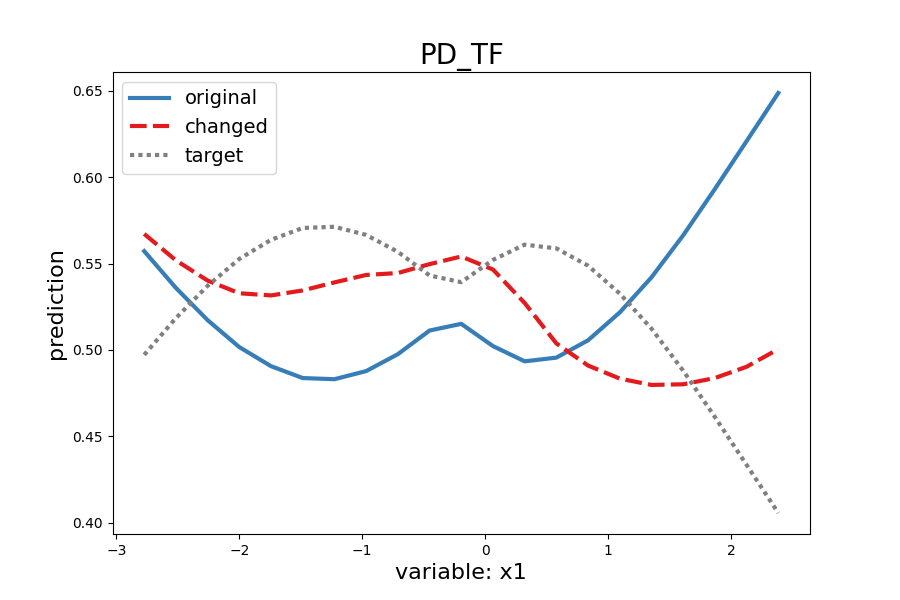 PD_TF
original
changed
target
prediction
0.65
0.60
0.55
0.50
0.45
0.40
−3 −2 −1 0 1 2
variable: x1